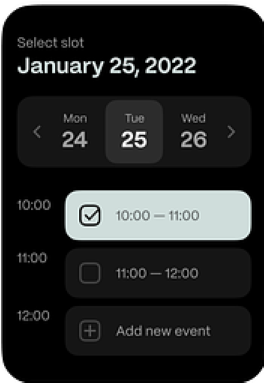 Select slot
January 25, 2022
Mon Tue Wed
24 25 26
10:00 10:00 — 11:00
11:00 11:00 — 12:00
12:00 Add new event